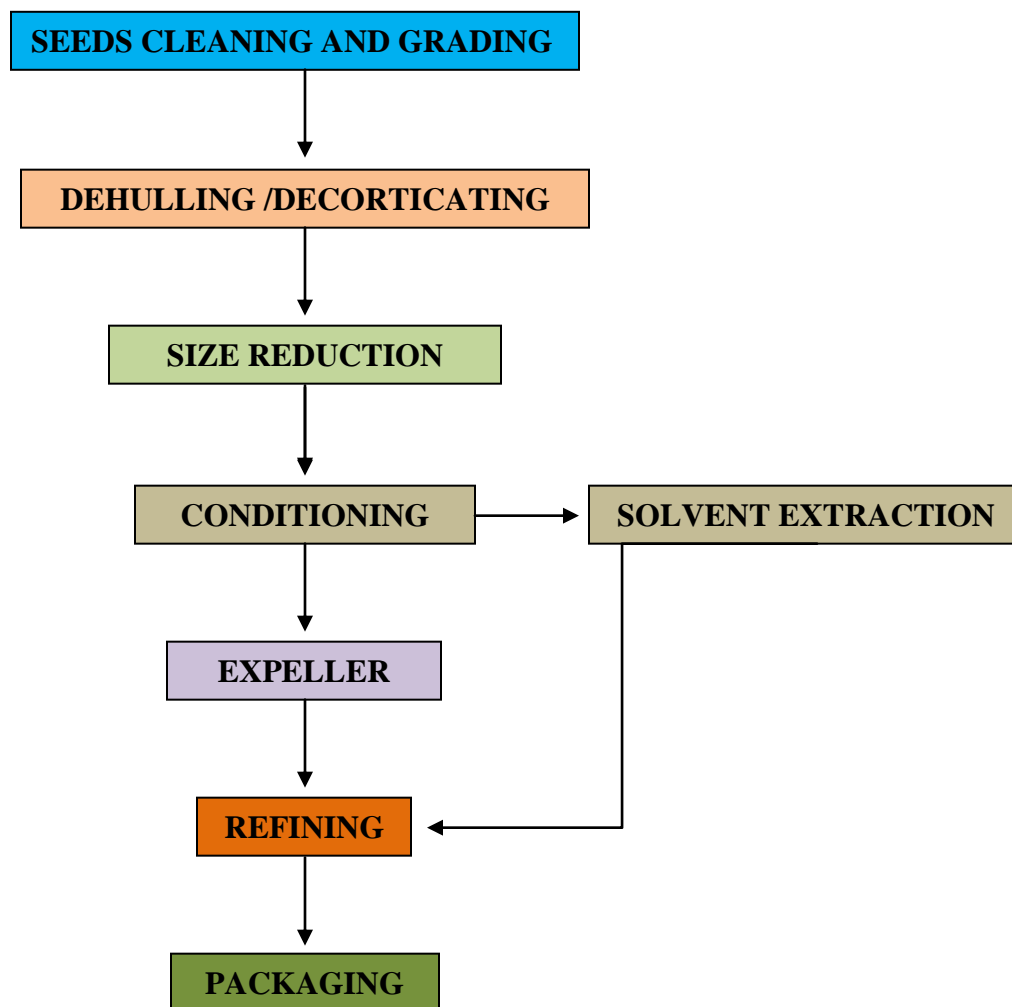 SEEDS CLEANING AND GRADING
DEHULLING /DECORTICATING
SIZE REDUCTION
CONDITIONING
SOLVENT EXTRACTION
EXPELLER
REFINING
PACKAGING